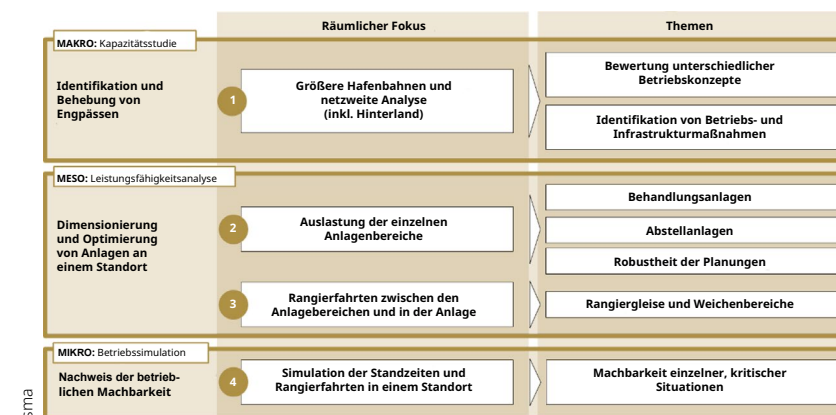 Räumlicher Fokus
Themen
MAKRO: Kapazitätsstudie
Identifikation und
Behebung von
Engpässen
1
Größere Hafenbahnen und
netzweite Analyse
(inkl. Hinterland)
Bewertung unterschiedlicher
Betriebskonzepte
Identifikation von Betriebs- und
Infrastrukturmaßnahmen
MESO: Leistungsfähigkeitsanalyse
Dimensionierung
und Optimierung
von Anlagen an
einem Standort
2
Auslastung der einzelnen
Anlagenbereiche
Behandlungsanlagen
Abstellanlagen
Robustheit der Planungen
3
Rangierfahrten zwischen den
Anlagebereichen und in der Anlage
Rangiergleise und Weichenbereiche
MIKRO: Betriebssimulation
Nachweis der betrieb-
lichen Machbarkeit
4
Simulation der Standzeiten und
Rangierfahrten in einem Standort
Machbarkeit einzelner, kritischer
Situationen